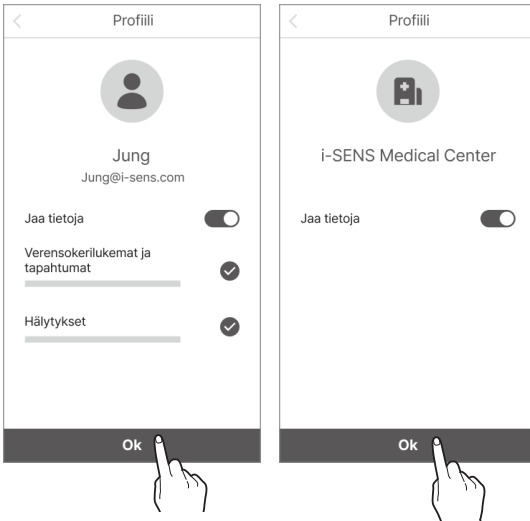 Profiili
Jung
Jung@i-sens.com
Jaa tietoja
Verensokerilukemat ja
tapahtumat
Hälytykset
Ok
Profiili
i-SENS Medical Center
Jaa tietoja
Ok